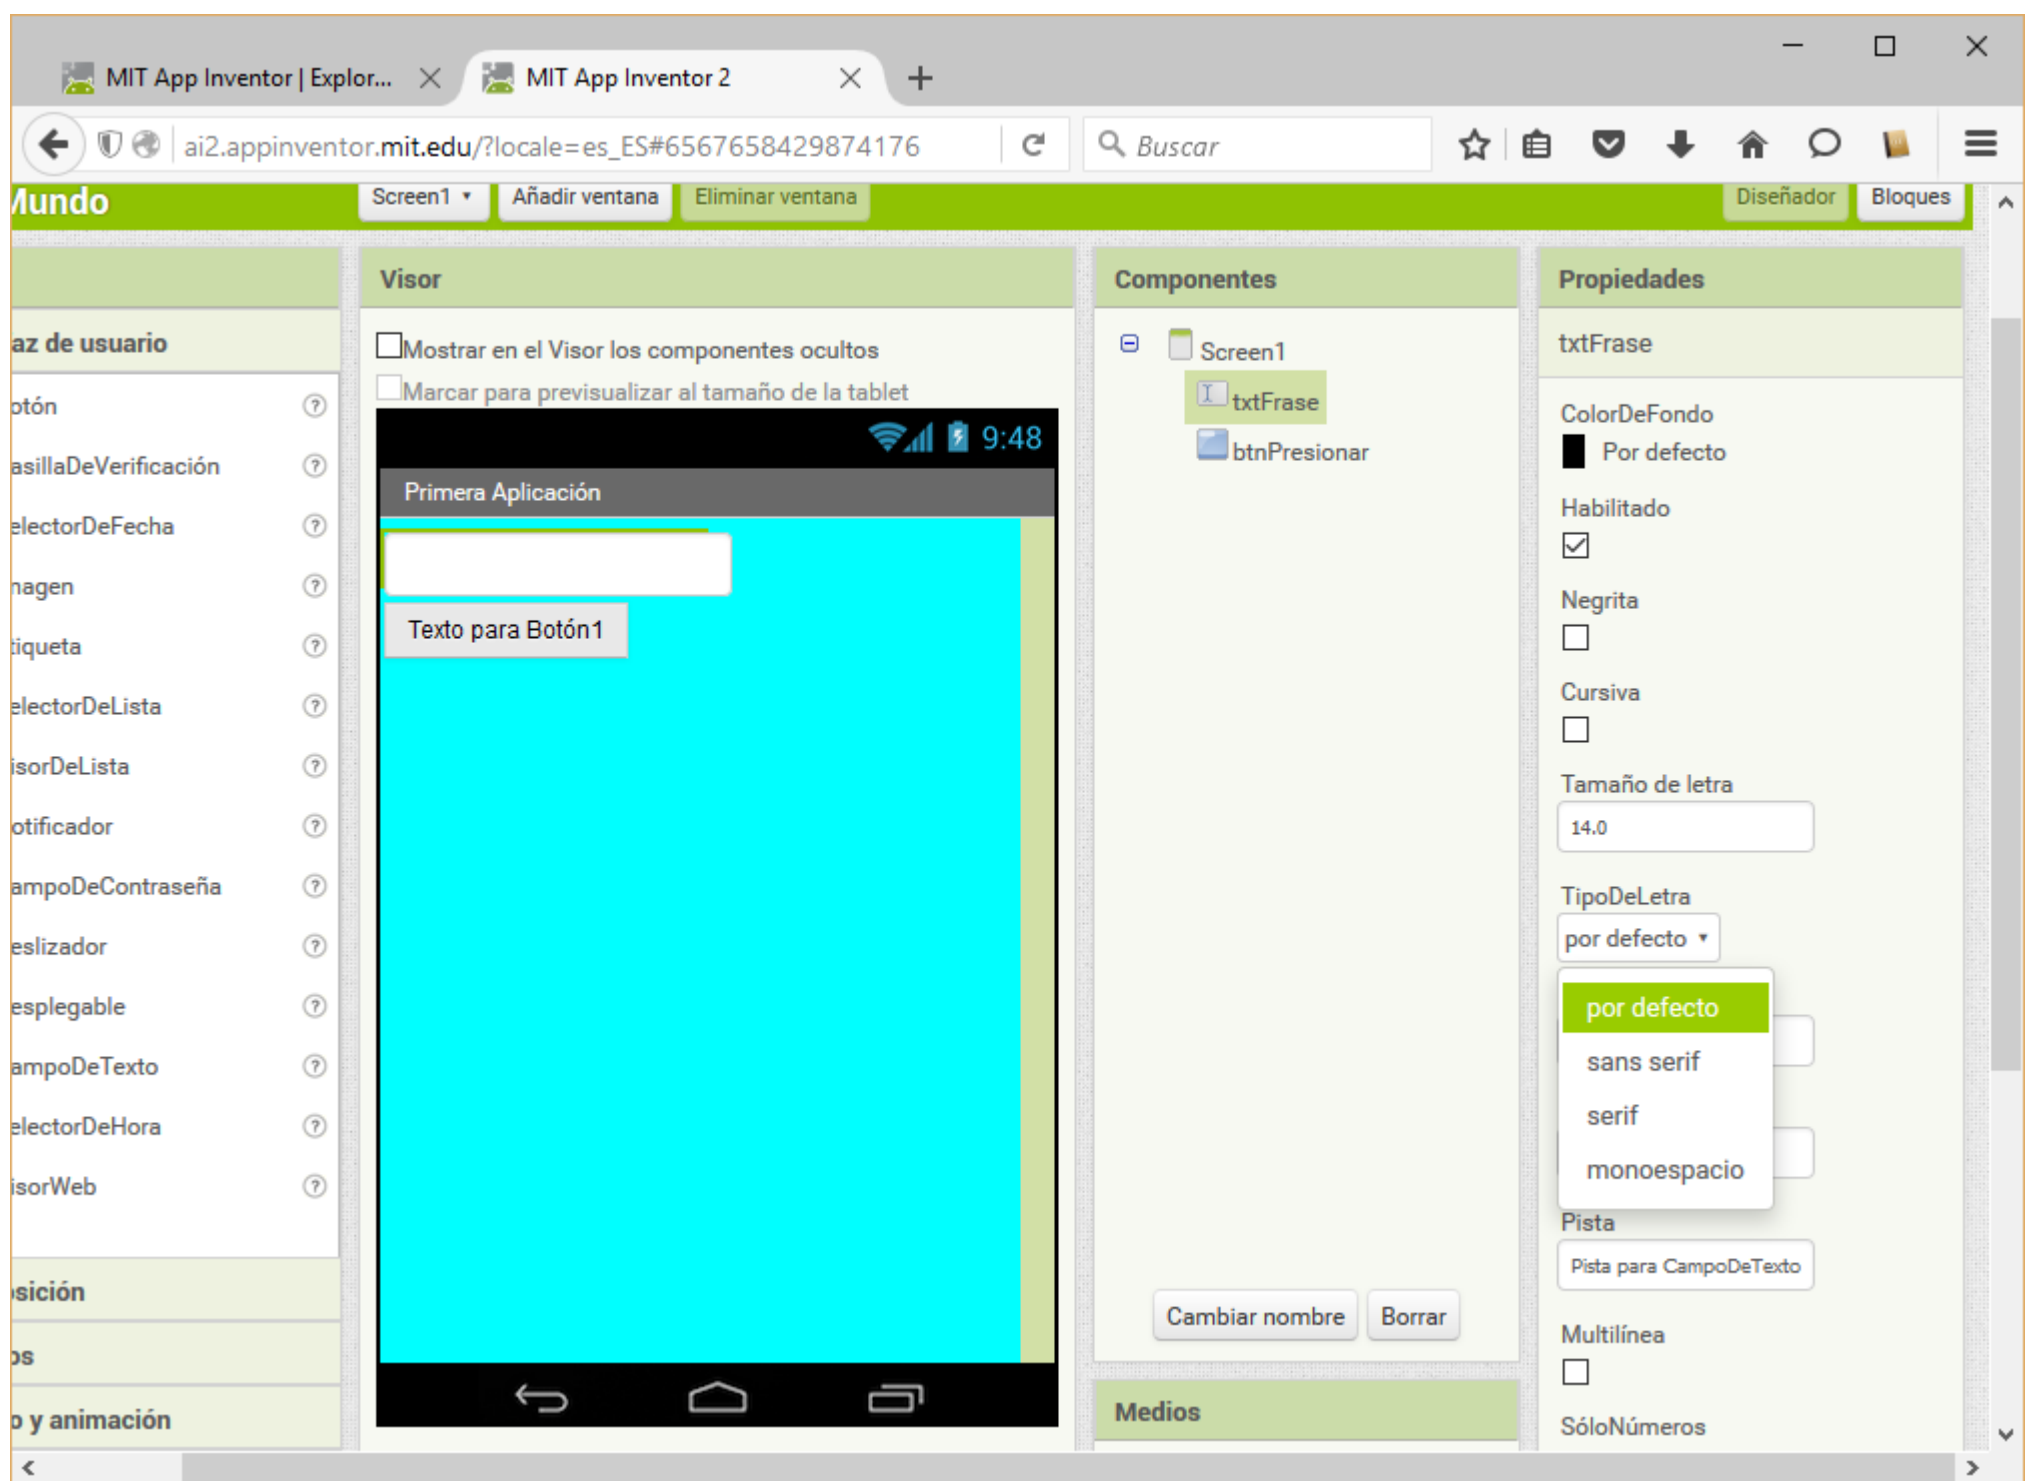 MIT App Inventor | Explor...
MIT App Inventor 2
ai2.appinventor.mit.edu/?locale=es_ES#6567658429874176
Buscar
Mundo
Screen1
Añadir ventana
Eliminar ventana
Diseñador
Bloques
Visor
Componentes
Propiedades
az de usuario
otón
asillaDeVerificación
electorDeFecha
nagen
tiqueta
electorDeLista
isorDeLista
otificador
ampoDeContraseña
eslizador
esplegable
ampoDeTexto
electorDeHora
isorWeb
sición
os
o y animación
Mostrar en el Visor los componentes ocultos
Marcar para previsualizar al tamaño de la tablet
9:48
Primera Aplicación
Texto para Botón1
Screen1
txtFrase
btnPresionar
Cambiar nombre
Borrar
Medios
txtFrase
ColorDeFondo
Por defecto
Habilitado
Negrita
Cursiva
Tamaño de letra
14.0
TipoDeLetra
por defecto
por defecto
sans serif
serif
monoespacio
Pista
Pista para CampoDeTexto
Multilínea
SóloNúmeros